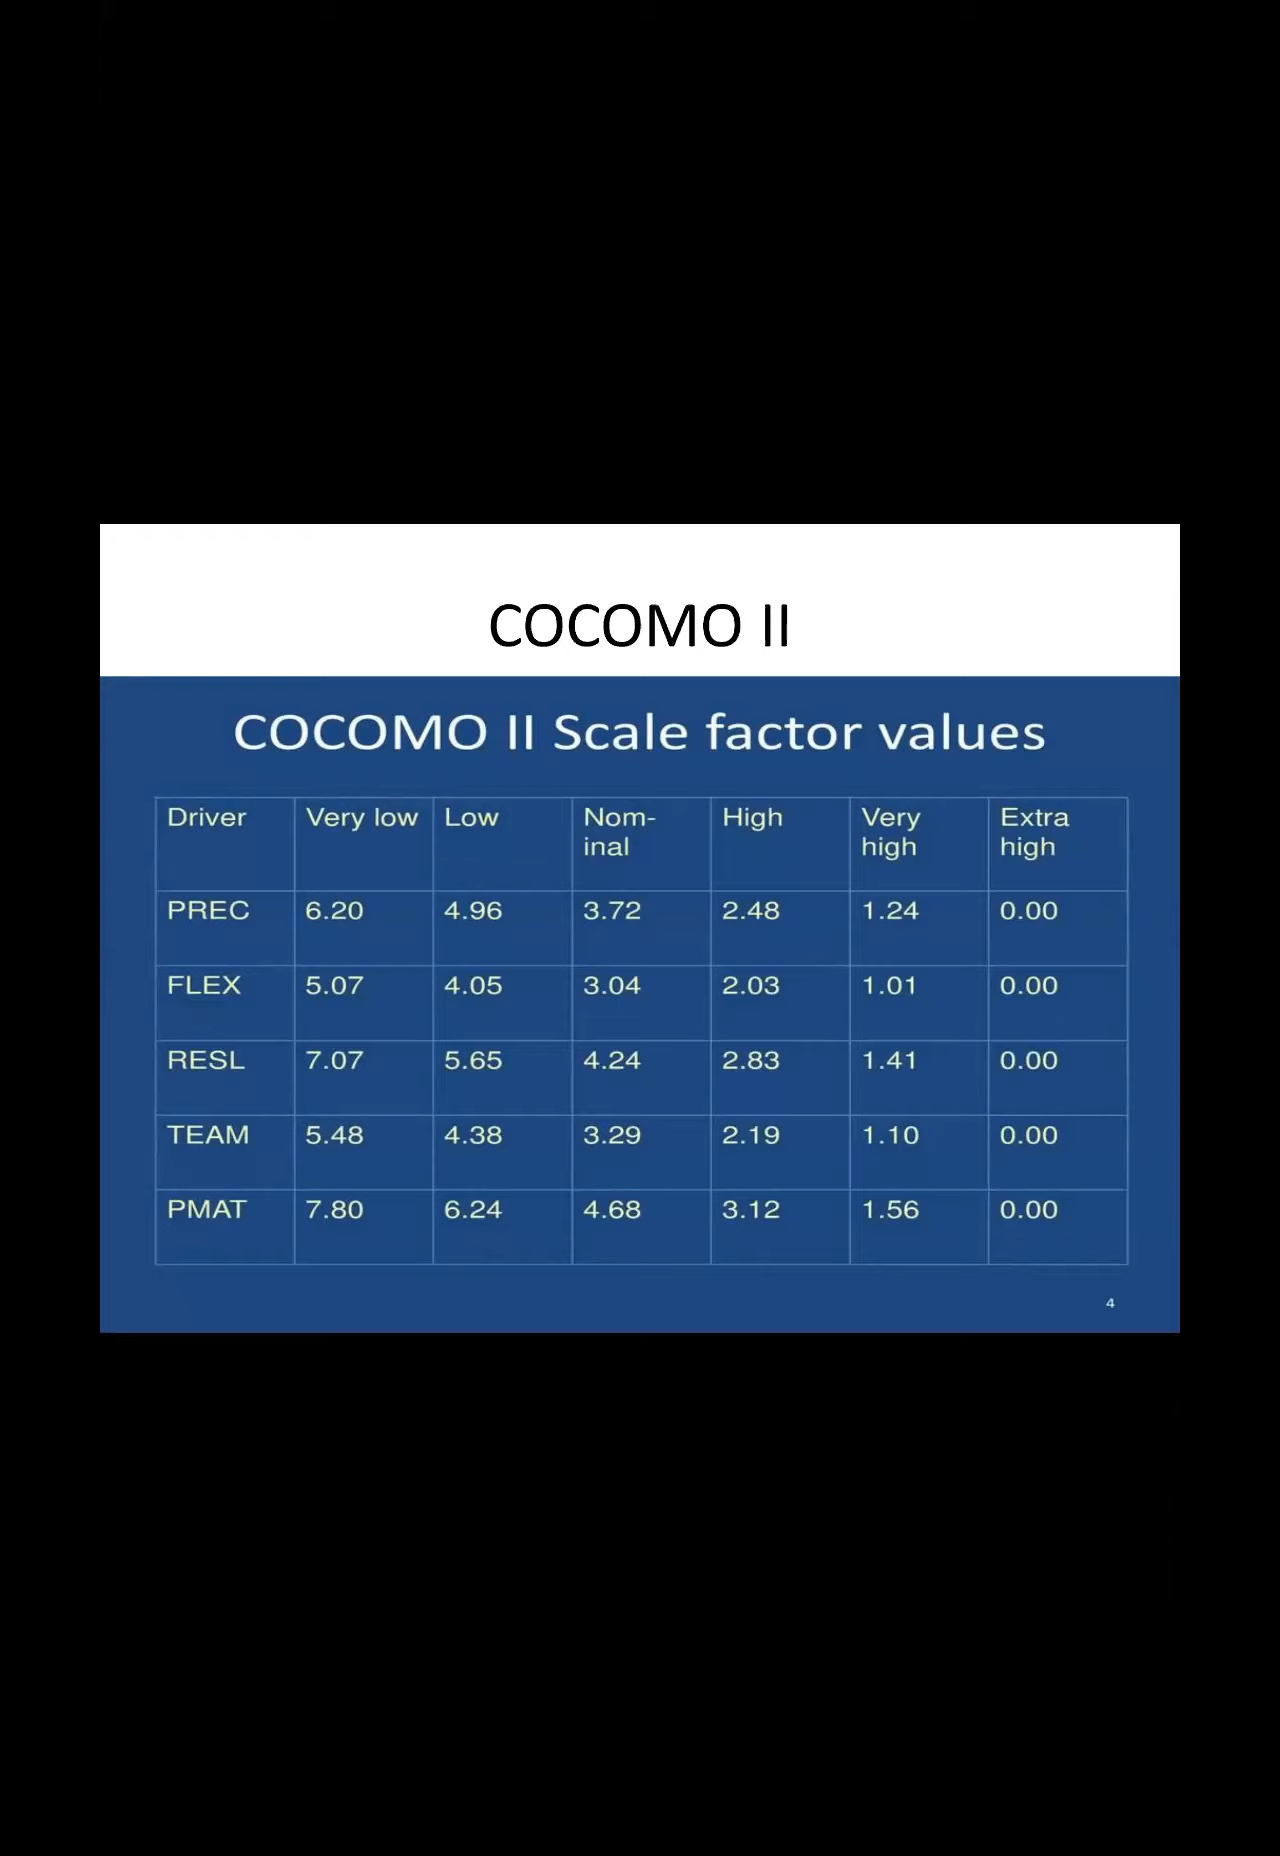 COCOMO II
COCOMO II Scale factor values
Driver Very low Low Nom- High Very Extra
inal high high
PREC 6.20 4.96 3.72 2.48 1.24 0.00
FLEX 5.07 4.05 3.04 2.03 1.01 0.00
RESL 7.07 5.65 4.24 2.83 1.41 0.00
TEAM 5.48 4.38 3.29 2.19 1.10 0.00
PMAT 7.80 6.24 4.68 3.12 1.56 0.00
4